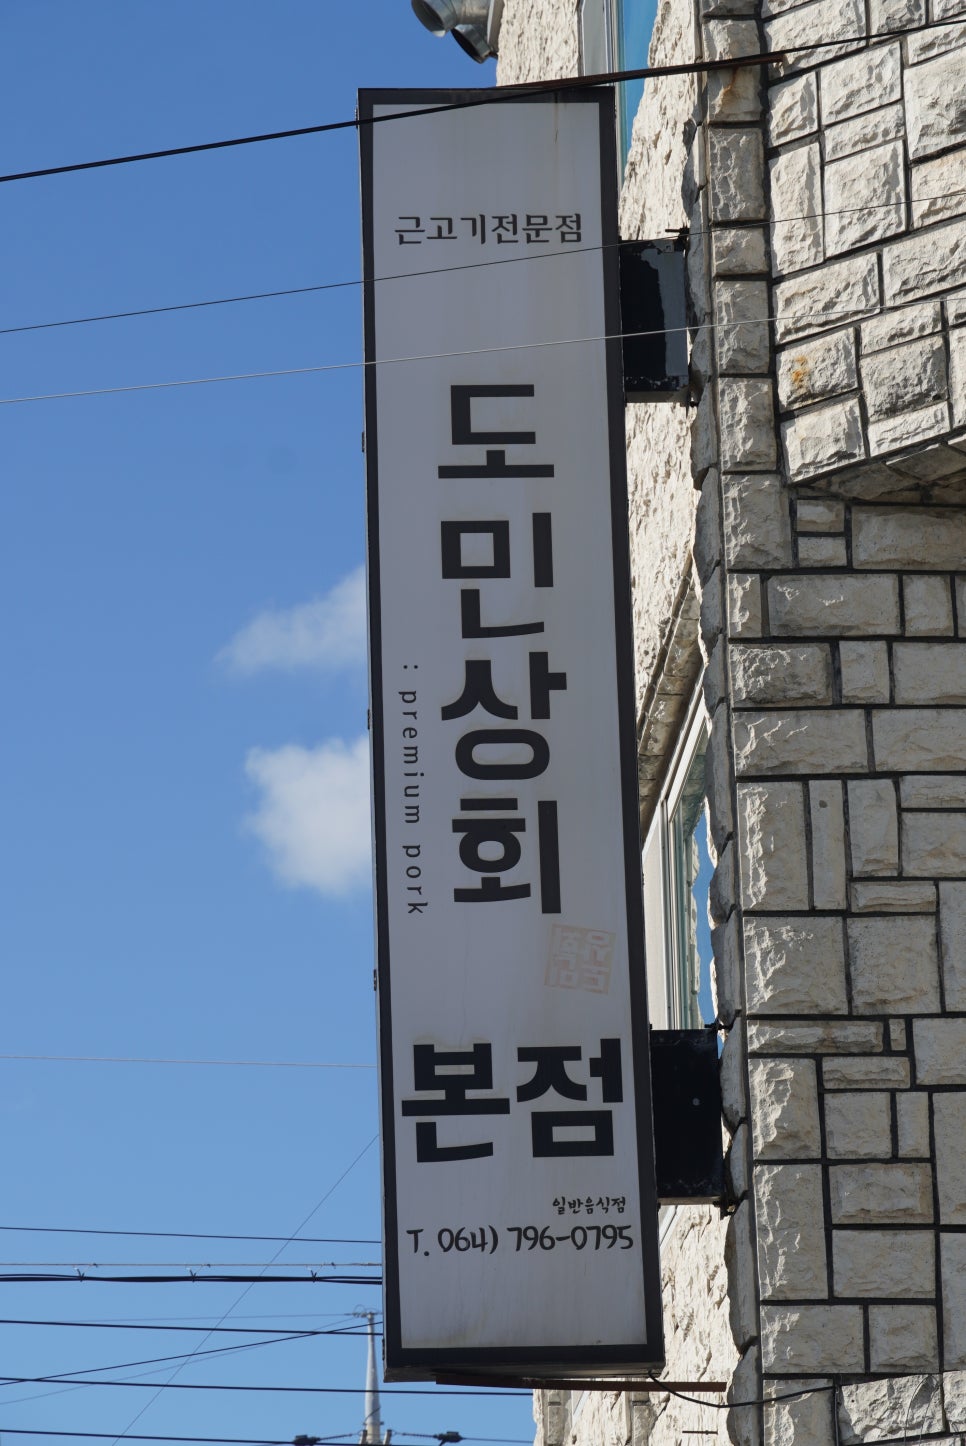 근고기전문점
도민상회
: premium pork
본점
일반음식점
T. 064) 796-0795